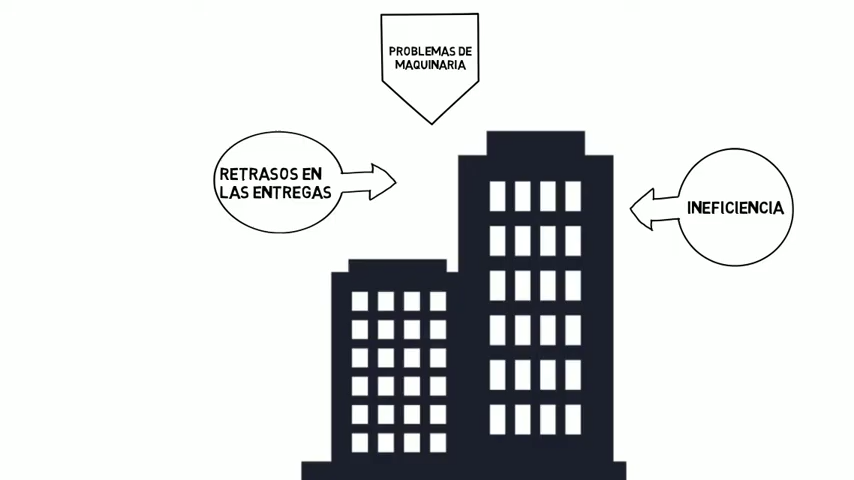 PROBLEMAS DE
MAQUINARIA
RETRASOS EN
LAS ENTREGAS
INEFICIENCIA